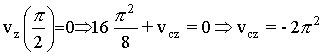 v_z(π/2)=0⇒16 π²/8 + v_cz = 0 ⇒ v_cz = - 2π²